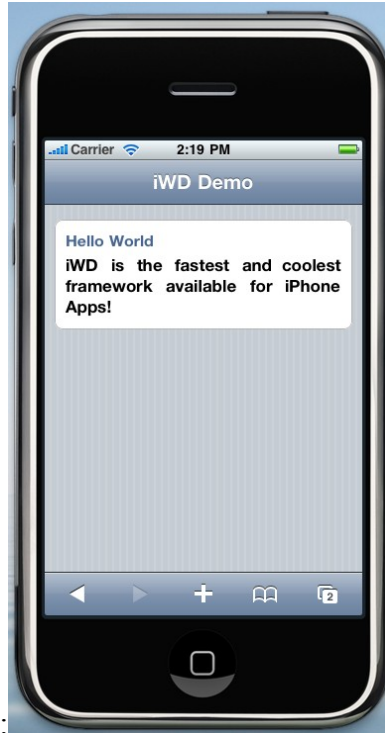 Carrier 2:19 PM
iWD Demo
Hello World
iWD is the fastest and coolest
framework available for iPhone
Apps!
2
: